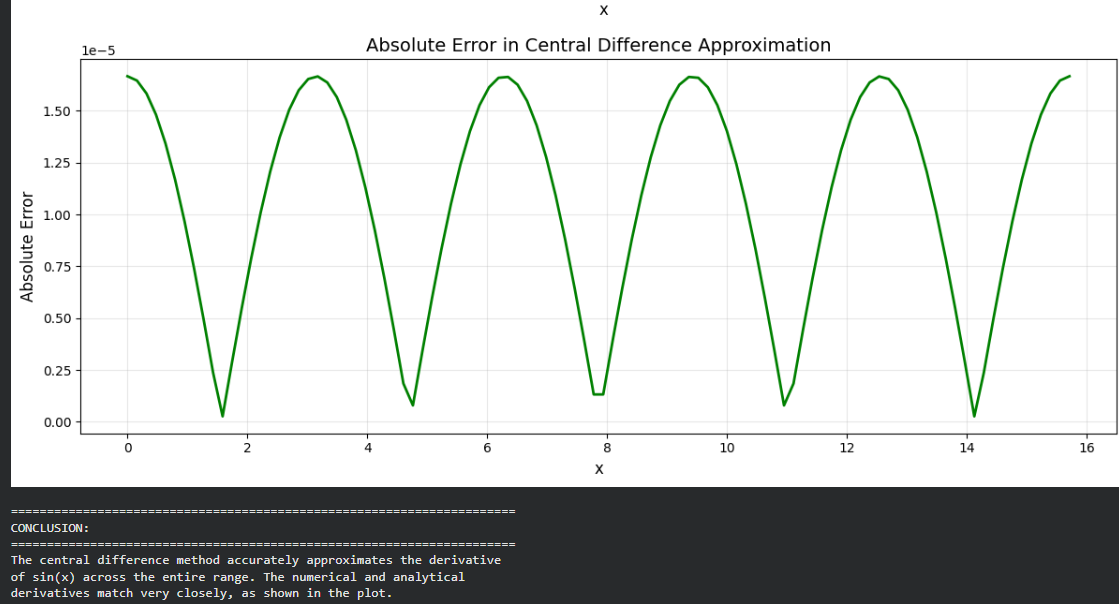 x
Absolute Error in Central Difference Approximation
1e−5
1.50
1.25
1.00
0.75
0.50
0.25
0.00
Absolute Error
0 2 4 6 8 10 12 14 16
x
======================================================================
CONCLUSION:
======================================================================
The central difference method accurately approximates the derivative
of sin(x) across the entire range. The numerical and analytical
derivatives match very closely, as shown in the plot.